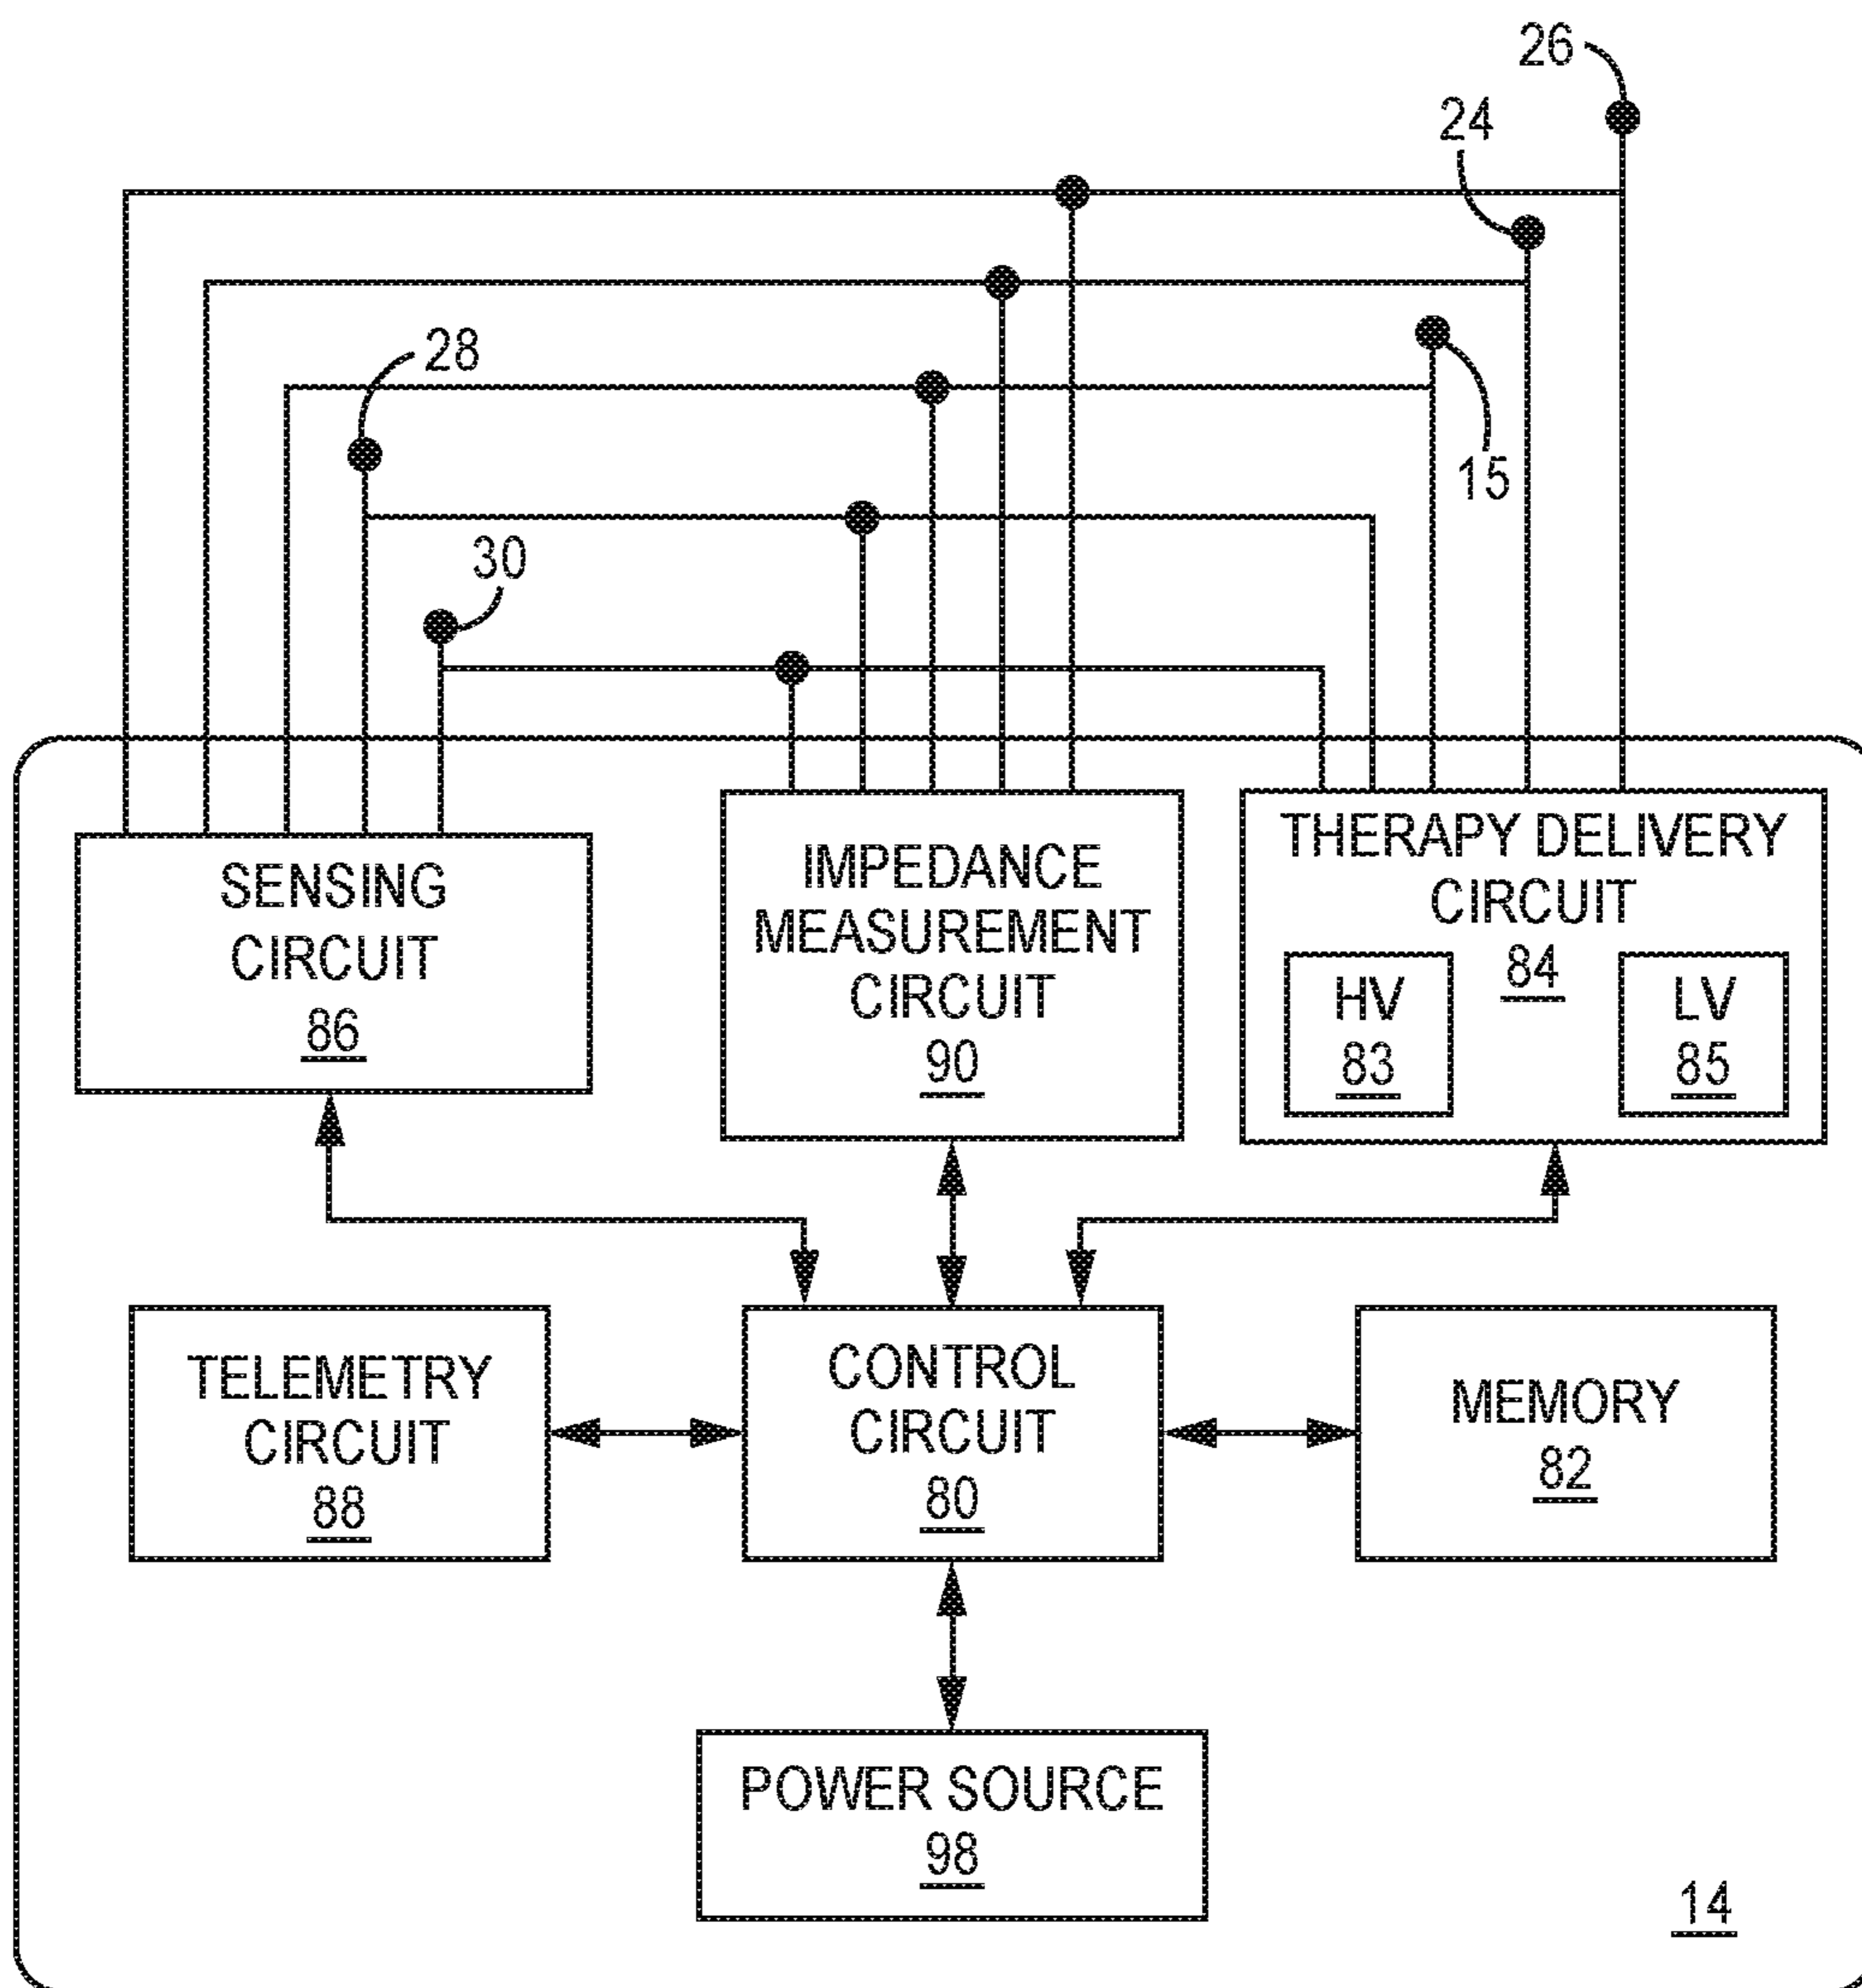 26
24
28
15
30
SENSING
CIRCUIT
86
IMPEDANCE
MEASUREMENT
CIRCUIT
90
THERAPY DELIVERY
CIRCUIT
84
HV
83
LV
85
TELEMETRY
CIRCUIT
88
CONTROL
CIRCUIT
80
MEMORY
82
POWER SOURCE
98
14